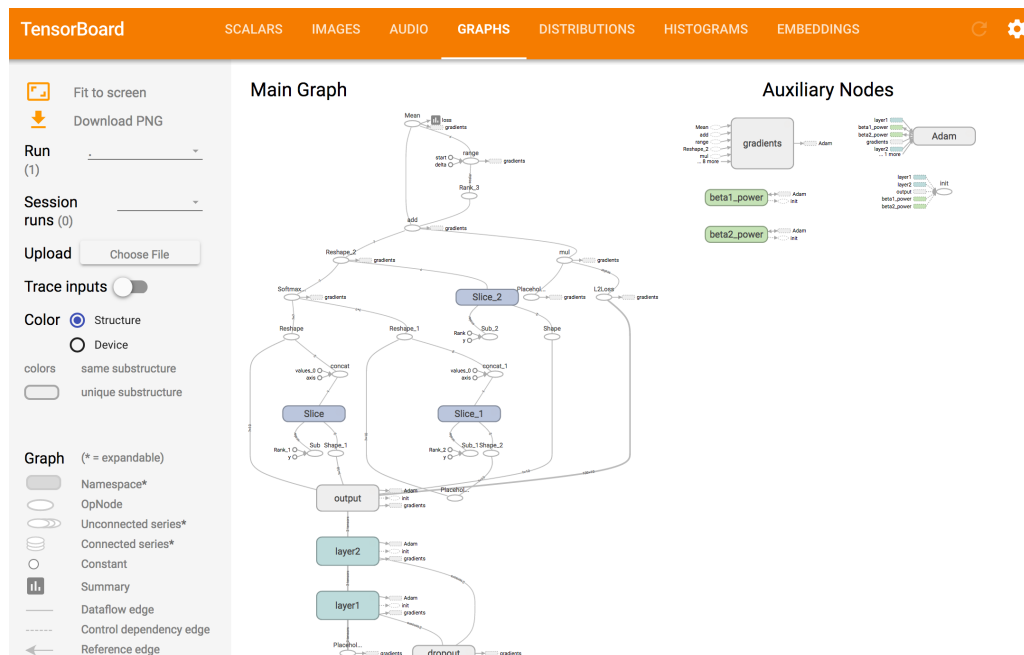 TensorBoard
SCALARS IMAGES AUDIO GRAPHS DISTRIBUTIONS HISTOGRAMS EMBEDDINGS
Fit to screen
Download PNG
Run
(1)
.
Session
runs (0)
Upload Choose File
Trace inputs
Color Structure
Device
colors same substructure
unique substructure
Graph (* = expandable)
Namespace*
OpNode
Unconnected series*
Connected series*
Constant
Summary
Dataflow edge
Control dependency edge
Reference edge
Main Graph
Mean
loss
gradients
range
start
delta
gradients
Rank_3
add
gradients
Reshape_2
gradients
mul
gradients
Softmax...
gradients
Slice_2
Placehol...
gradients
L2Loss
gradients
Reshape
Reshape_1
Rank
y
Sub_2
Shape
values_0
axis
concat
values_0
axis
concat_1
Slice
Slice_1
Rank_1
y
Sub Shape_1
Rank_2
y
Sub_1 Shape_2
output
Adam
init
gradients
Placehol...
layer2
Adam
init
gradients
layer1
Adam
init
gradients
Placehol...
gradients
dropout
gradients
Auxiliary Nodes
Mean
add
range
Reshape_2
mul
... 8 more
gradients
Adam
layer1
beta1_power
beta2_power
gradients
layer2
... 1 more
Adam
beta1_power
Adam
init
layer1
layer2
output
beta1_power
beta2_power
init
beta2_power
Adam
init